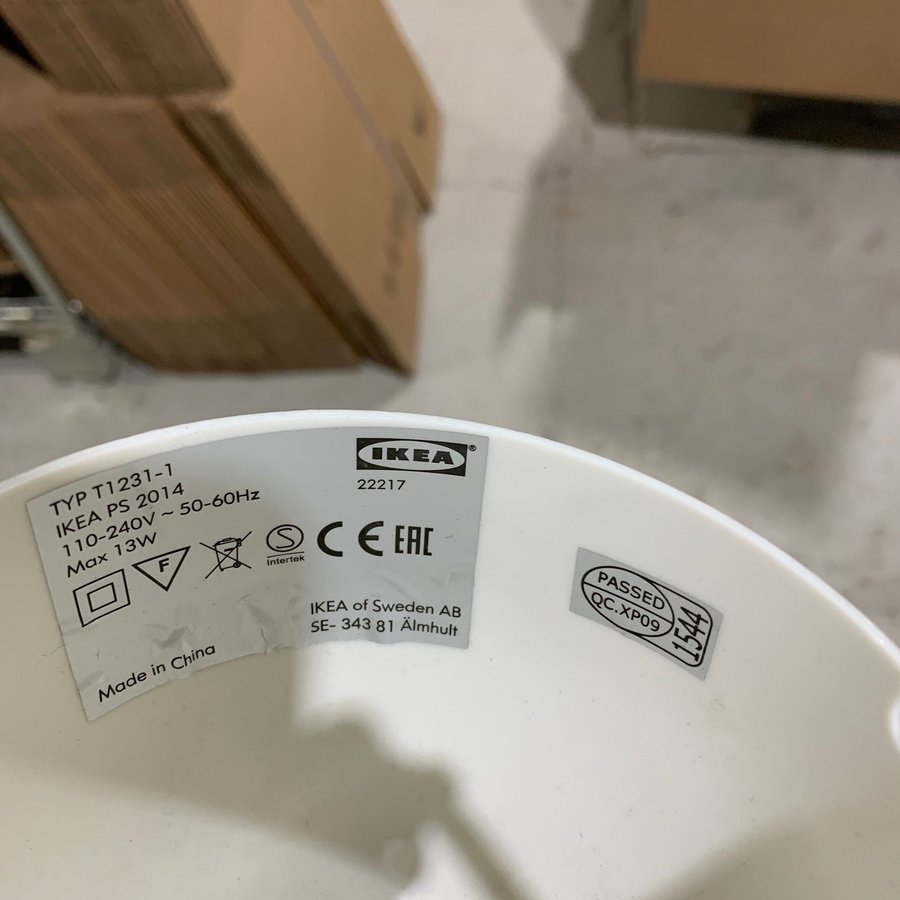 TYP T1231-1
IKEA PS 2014
110-240V ~ 50-60Hz
Max 13W
IKEA®
22217
F
S
Intertek
CE EAC
IKEA of Sweden AB
SE- 343 81 Älmhult
Made in China
PASSED
QC.XP09
1544